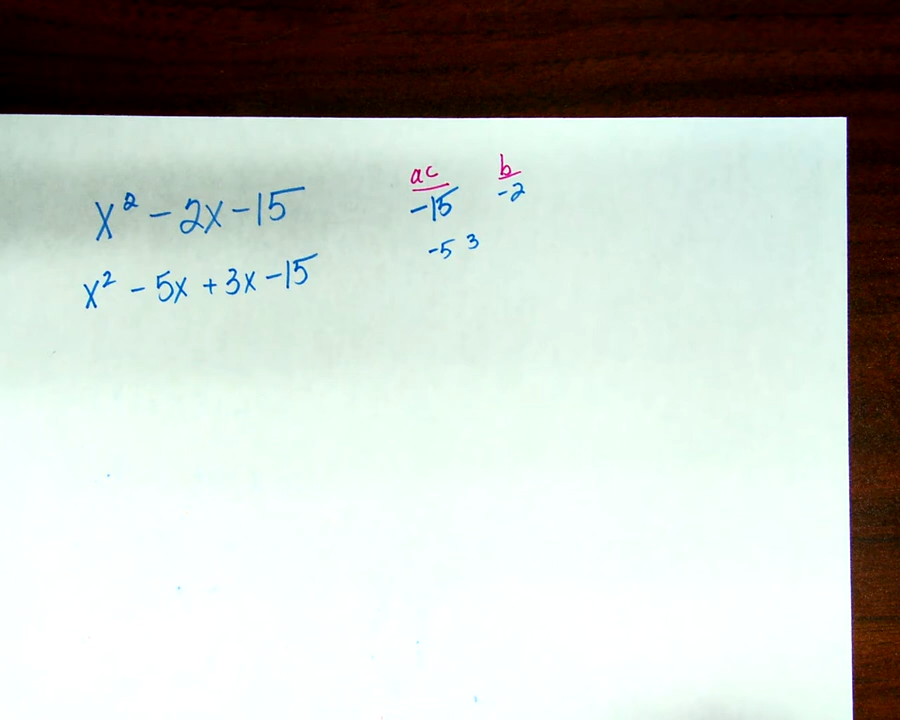 x² - 2x - 15
x² - 5x + 3x - 15
ac b
-15 -2
-5 3